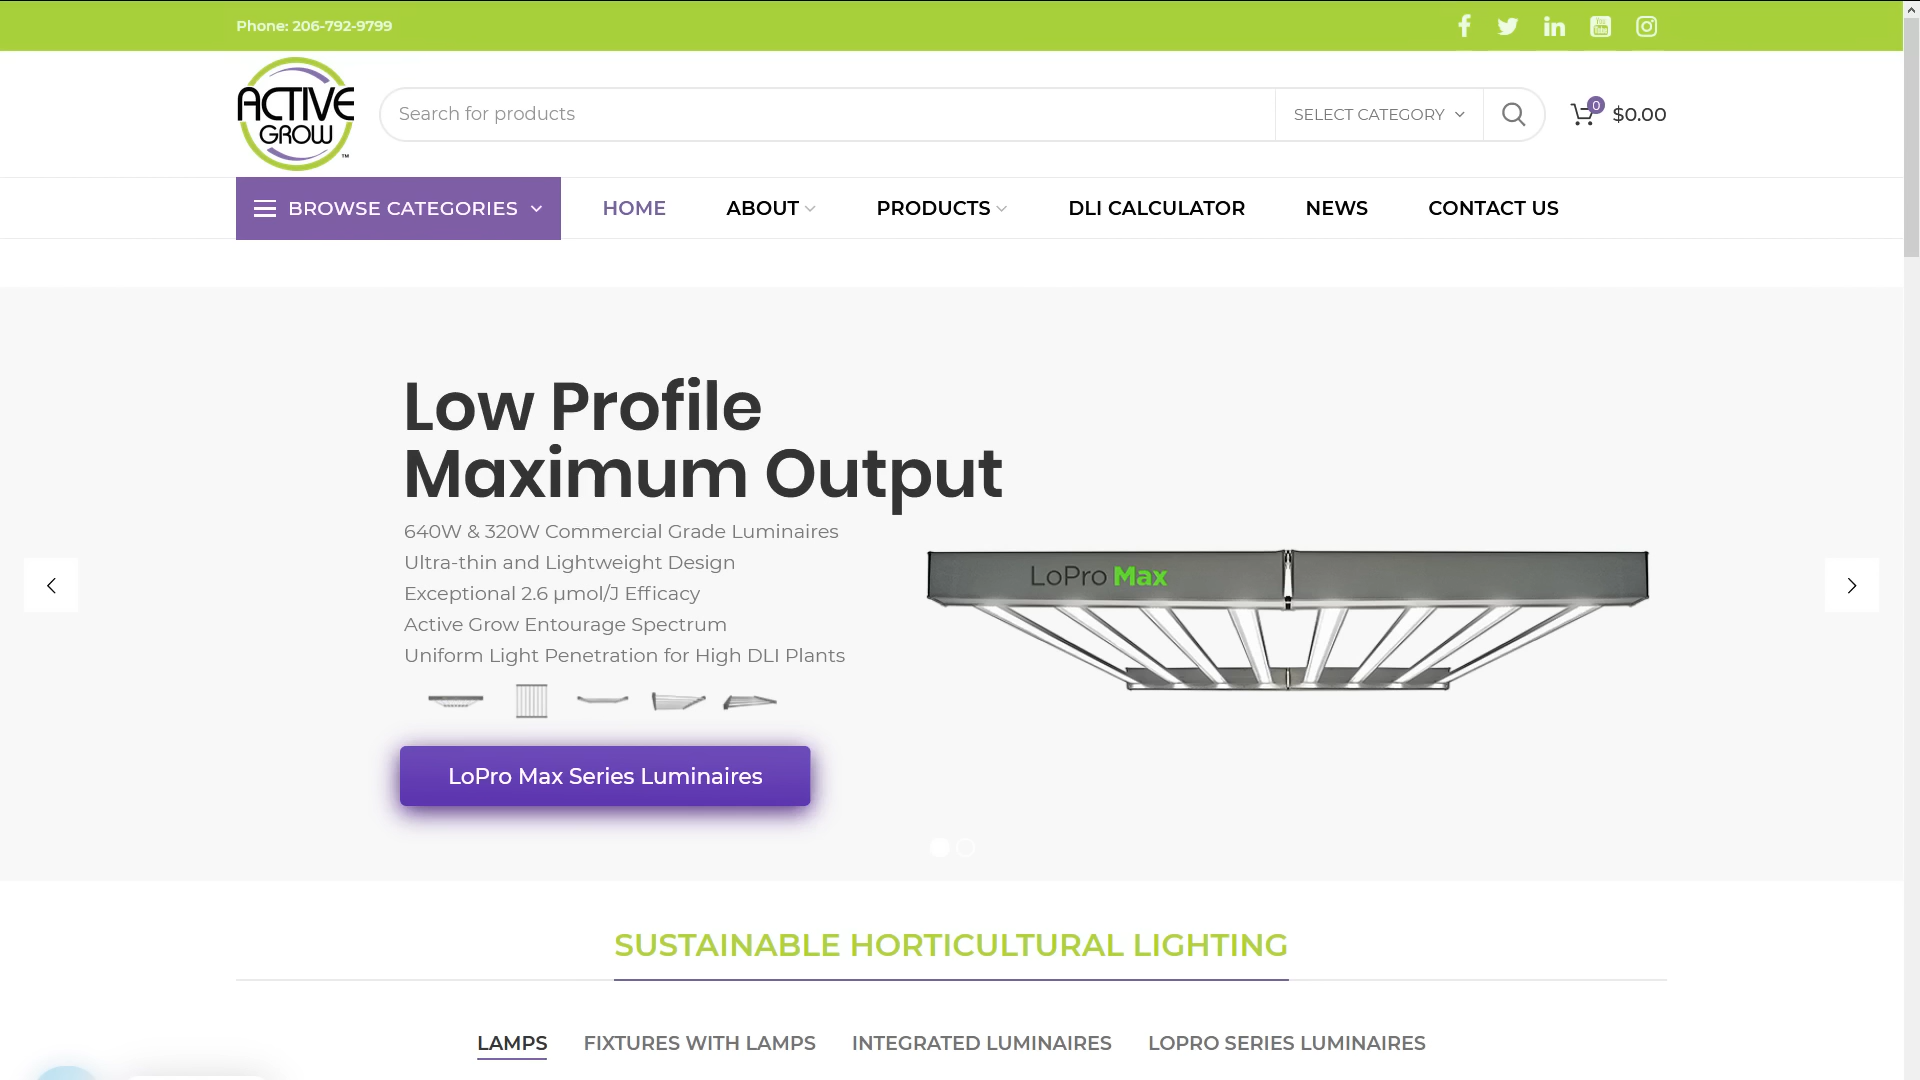 Phone: 206-792-9799
ACTIVE
GROW
™
Search for products
SELECT CATEGORY
0
$0.00
BROWSE CATEGORIES
HOME
ABOUT
PRODUCTS
DLI CALCULATOR
NEWS
CONTACT US
Low Profile
Maximum Output
640W & 320W Commercial Grade Luminaires
Ultra-thin and Lightweight Design
Exceptional 2.6 µmol/J Efficacy
Active Grow Entourage Spectrum
Uniform Light Penetration for High DLI Plants
LoPro Max
LoPro Max Series Luminaires
SUSTAINABLE HORTICULTURAL LIGHTING
LAMPS
FIXTURES WITH LAMPS
INTEGRATED LUMINAIRES
LOPRO SERIES LUMINAIRES